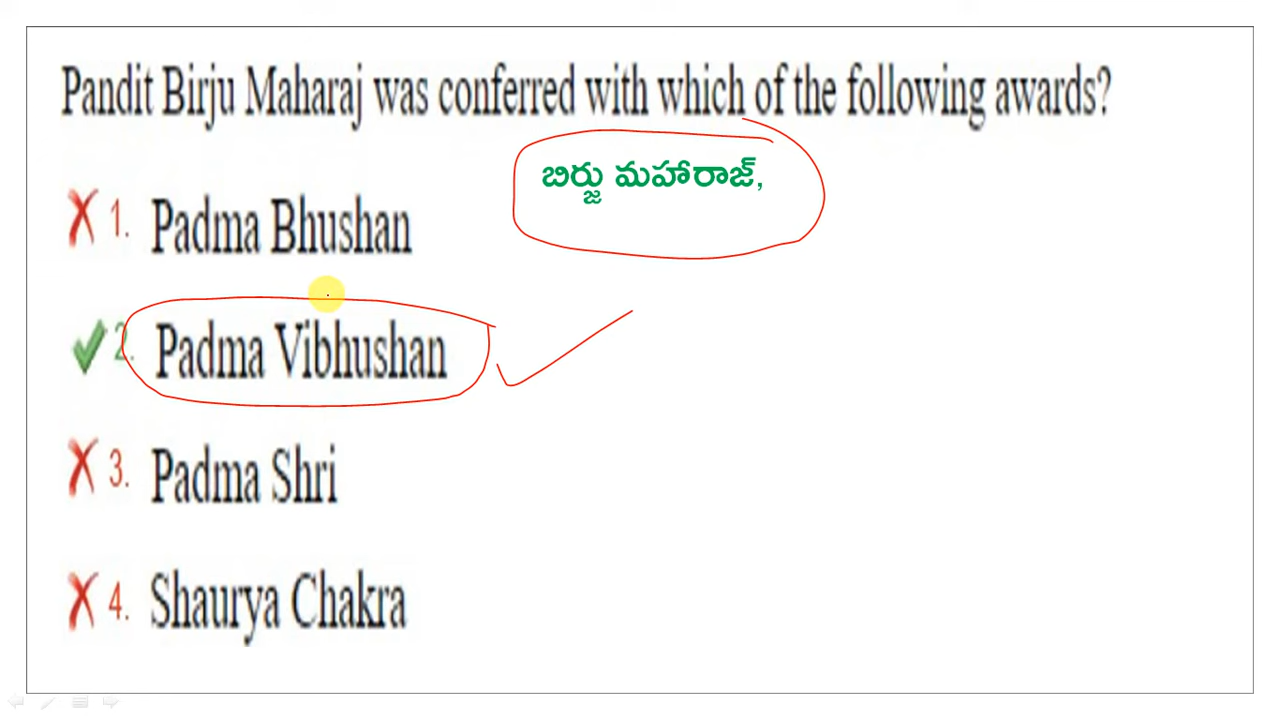 Pandit Birju Maharaj was conferred with which of the following awards?
బిర్జు మహారాజ్,
1. Padma Bhushan
2. Padma Vibhushan
3. Padma Shri
4. Shaurya Chakra